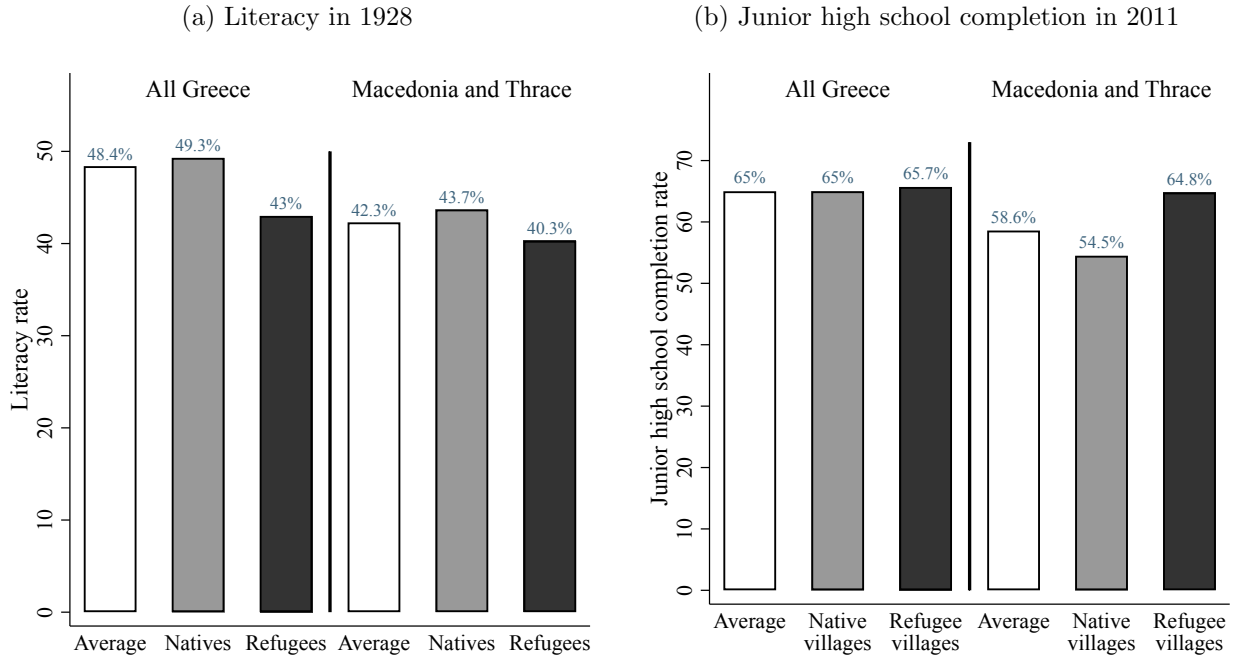 (a) Literacy in 1928
All Greece
Macedonia and Thrace
Literacy rate
50
40
30
20
10
0
48.4%
49.3%
43%
42.3%
43.7%
40.3%
Average
Natives
Refugees
Average
Natives
Refugees
(b) Junior high school completion in 2011
All Greece
Macedonia and Thrace
Junior high school completion rate
70
60
50
40
30
20
10
0
65%
65%
65.7%
58.6%
54.5%
64.8%
Average
Native
villages
Refugee
villages
Average
Native
villages
Refugee
villages